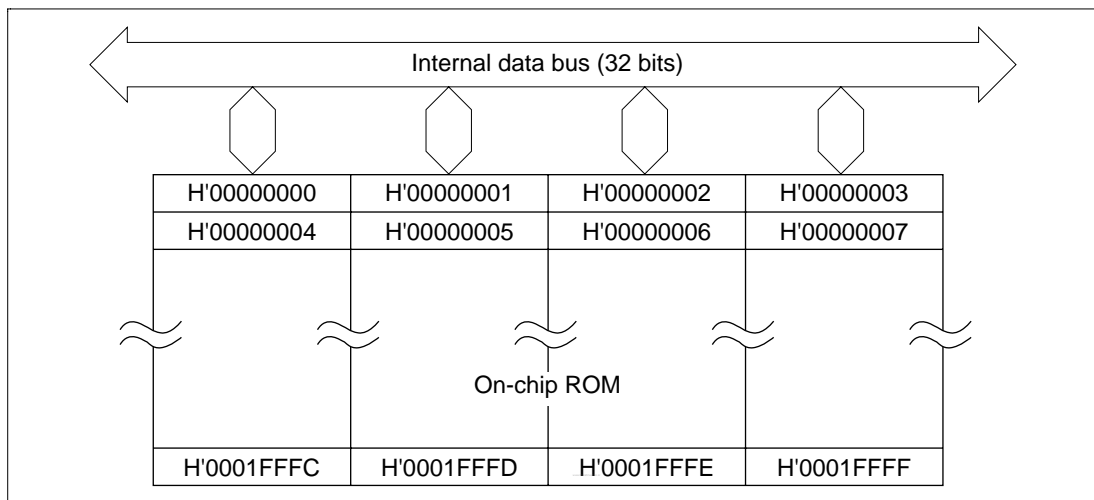 Internal data bus (32 bits)
H'00000000 H'00000001 H'00000002 H'00000003
H'00000004 H'00000005 H'00000006 H'00000007
On-chip ROM
H'0001FFFC H'0001FFFD H'0001FFFE H'0001FFFF